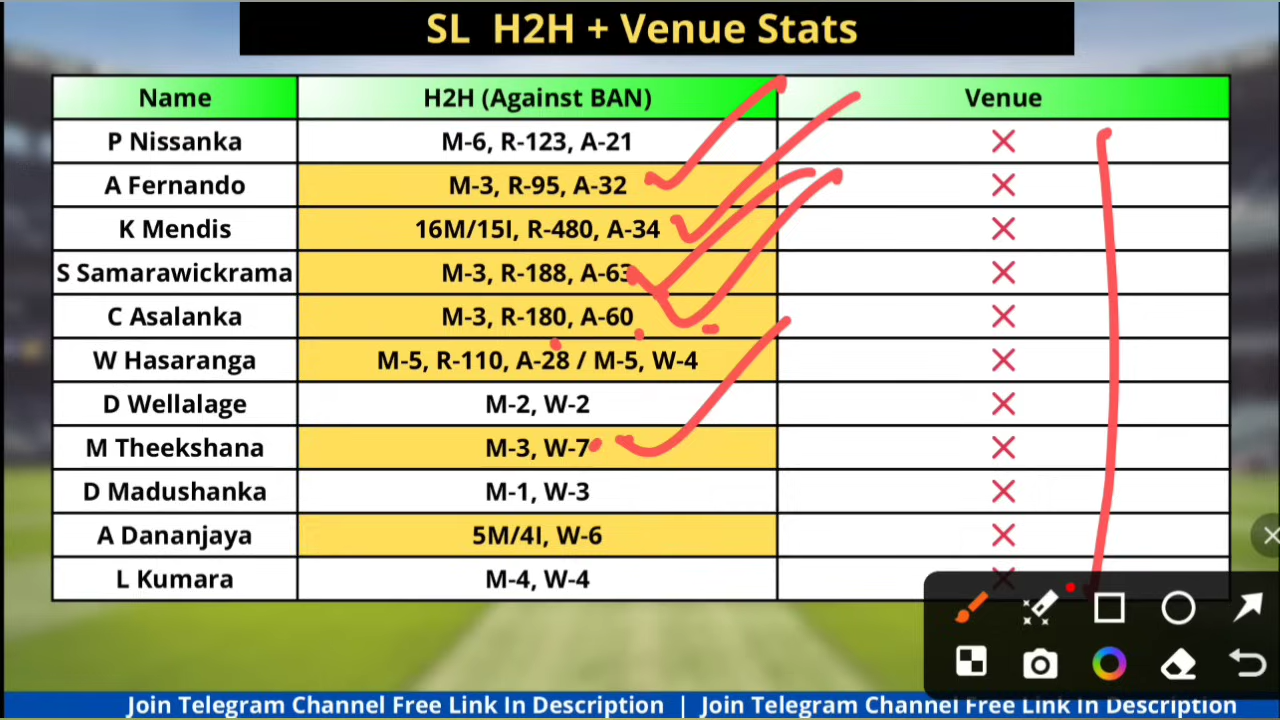 SL H2H + Venue Stats
Name H2H (Against BAN) Venue
P Nissanka M-6, R-123, A-21
A Fernando M-3, R-95, A-32
K Mendis 16M/15I, R-480, A-34
S Samarawickrama M-3, R-188, A-63
C Asalanka M-3, R-180, A-60
W Hasaranga M-5, R-110, A-28 / M-5, W-4
D Wellalage M-2, W-2
M Theekshana M-3, W-7
D Madushanka M-1, W-3
A Dananjaya 5M/4I, W-6
L Kumara M-4, W-4
Join Telegram Channel Free Link In Description | Join Telegram Channel Free Link In Description